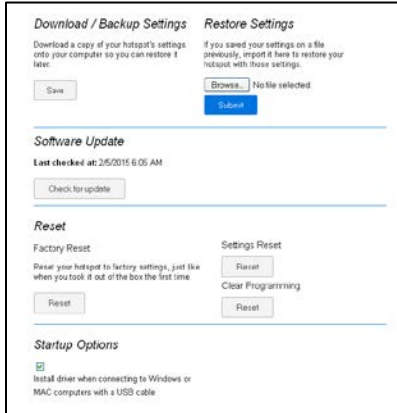 Download / Backup Settings
Download a copy of your hotspot's settings
onto your computer so you can restore it
later.
Save
Restore Settings
If you saved your settings on a file
previously, import it here to restore your
hotspot with those settings.
Browse... No file selected.
Submit
Software Update
Last checked at: 2/5/2015 6:05 AM
Check for update
Reset
Factory Reset
Reset your hotspot to factory settings, just like
when you took it out of the box the first time
Reset
Settings Reset
Reset
Clear Programming
Reset
Startup Options
Install driver when connecting to Windows or
MAC computers with a USB cable